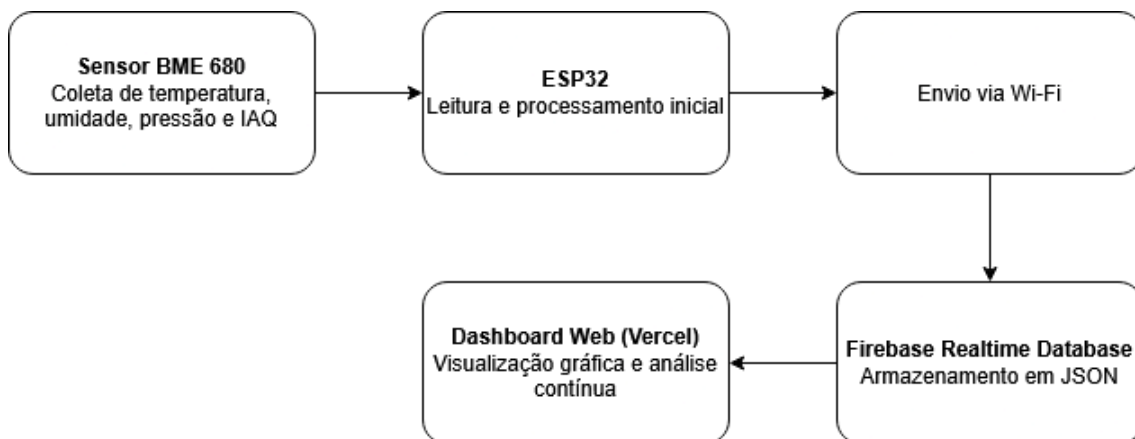 Sensor BME 680
Coleta de temperatura,
umidade, pressão e IAQ
ESP32
Leitura e processamento inicial
Envio via Wi-Fi
Firebase Realtime Database
Armazenamento em JSON
Dashboard Web (Vercel)
Visualização gráfica e análise
contínua